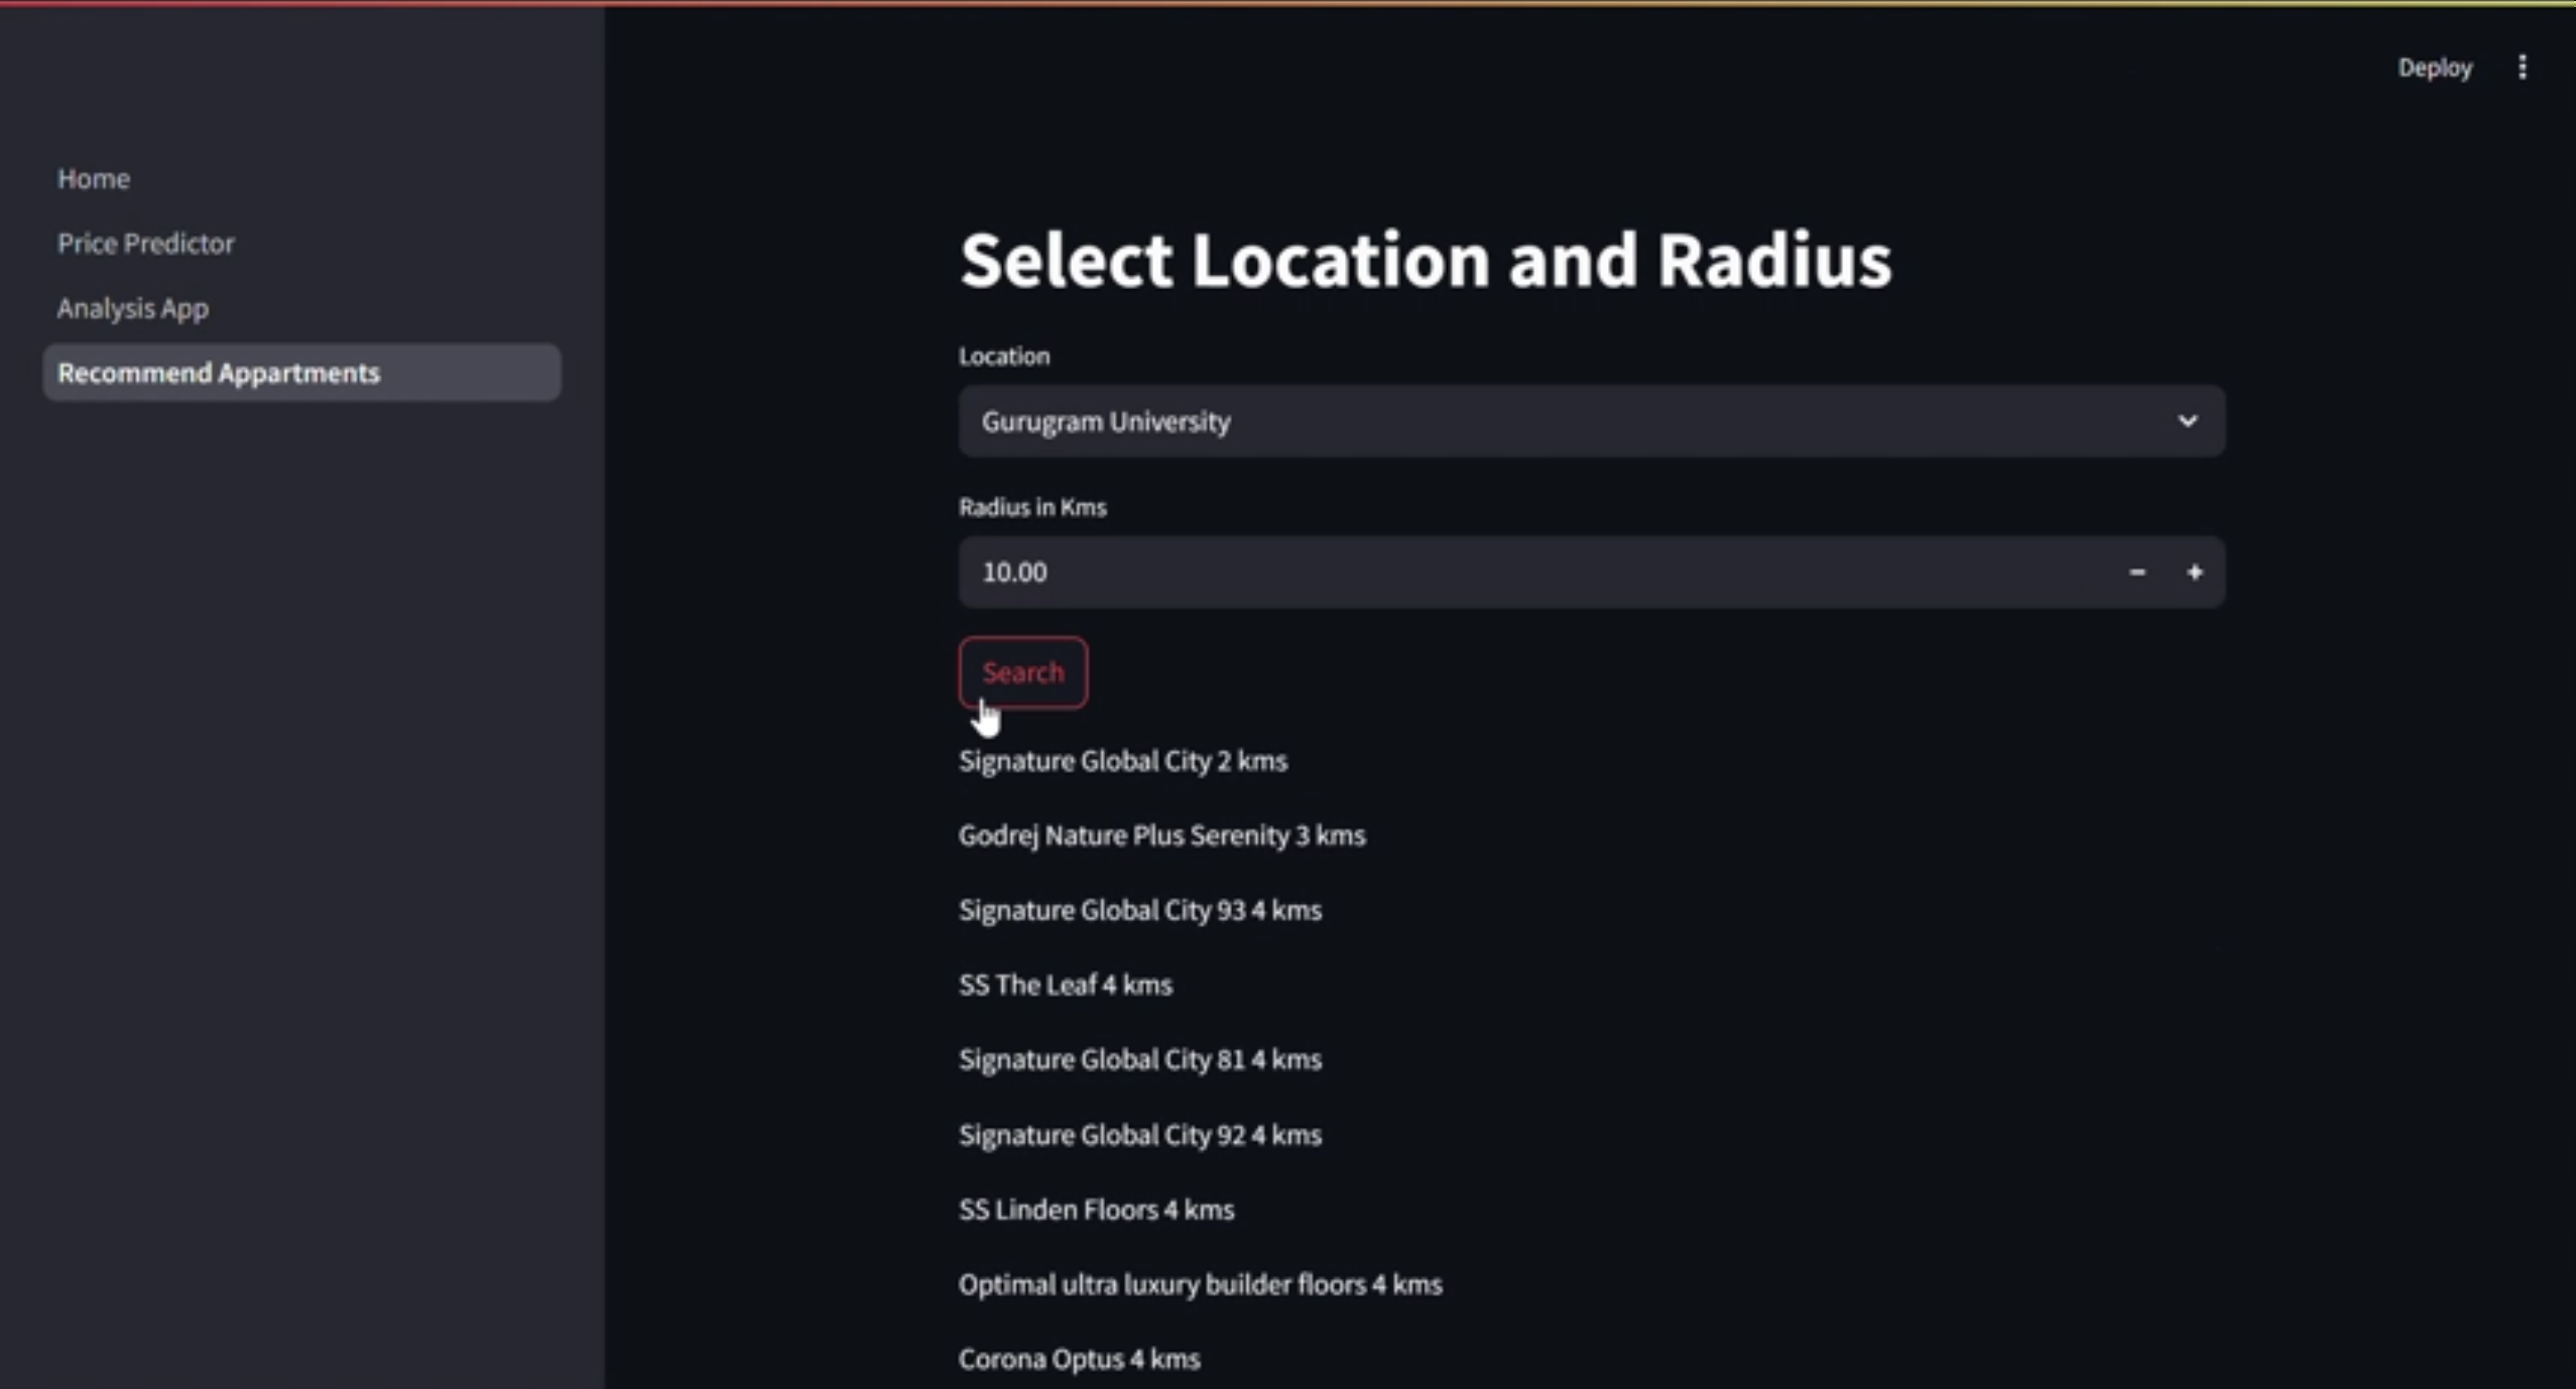 Deploy
Home
Price Predictor
Analysis App
Recommend Appartments
Select Location and Radius
Location
Gurugram University
Radius in Kms
10.00
Search
Signature Global City 2 kms
Godrej Nature Plus Serenity 3 kms
Signature Global City 93 4 kms
SS The Leaf 4 kms
Signature Global City 81 4 kms
Signature Global City 92 4 kms
SS Linden Floors 4 kms
Optimal ultra luxury builder floors 4 kms
Corona Optus 4 kms